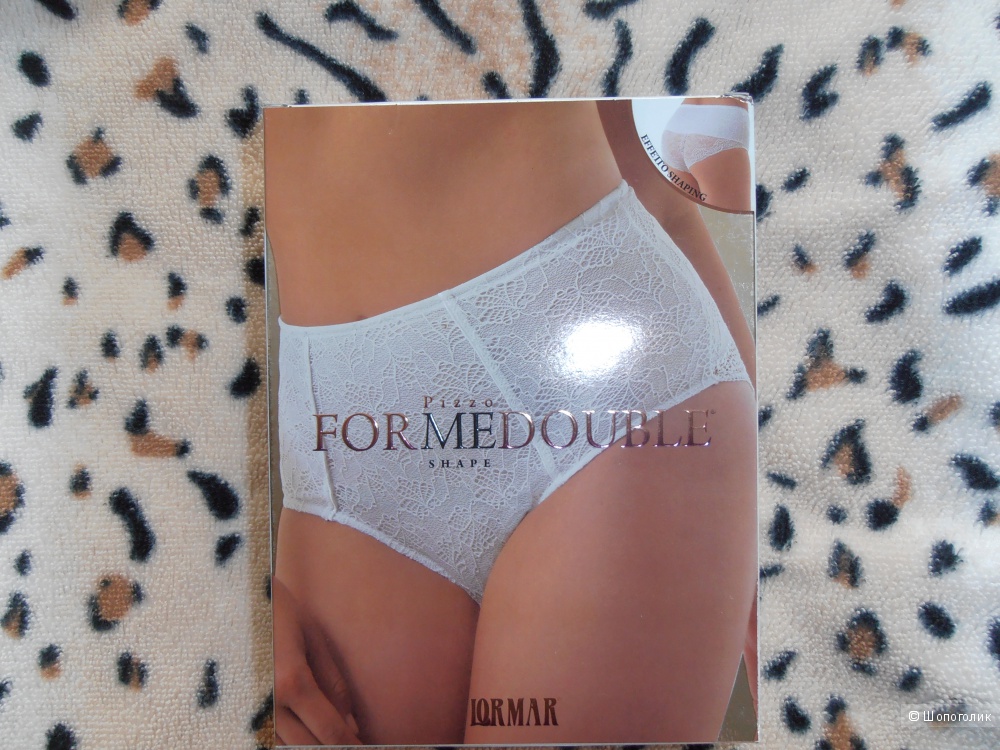 EFFETTO SHAPING
Pizzo
FORMEDOUBLE®
SHAPE
LORMAR
© Шопоголик